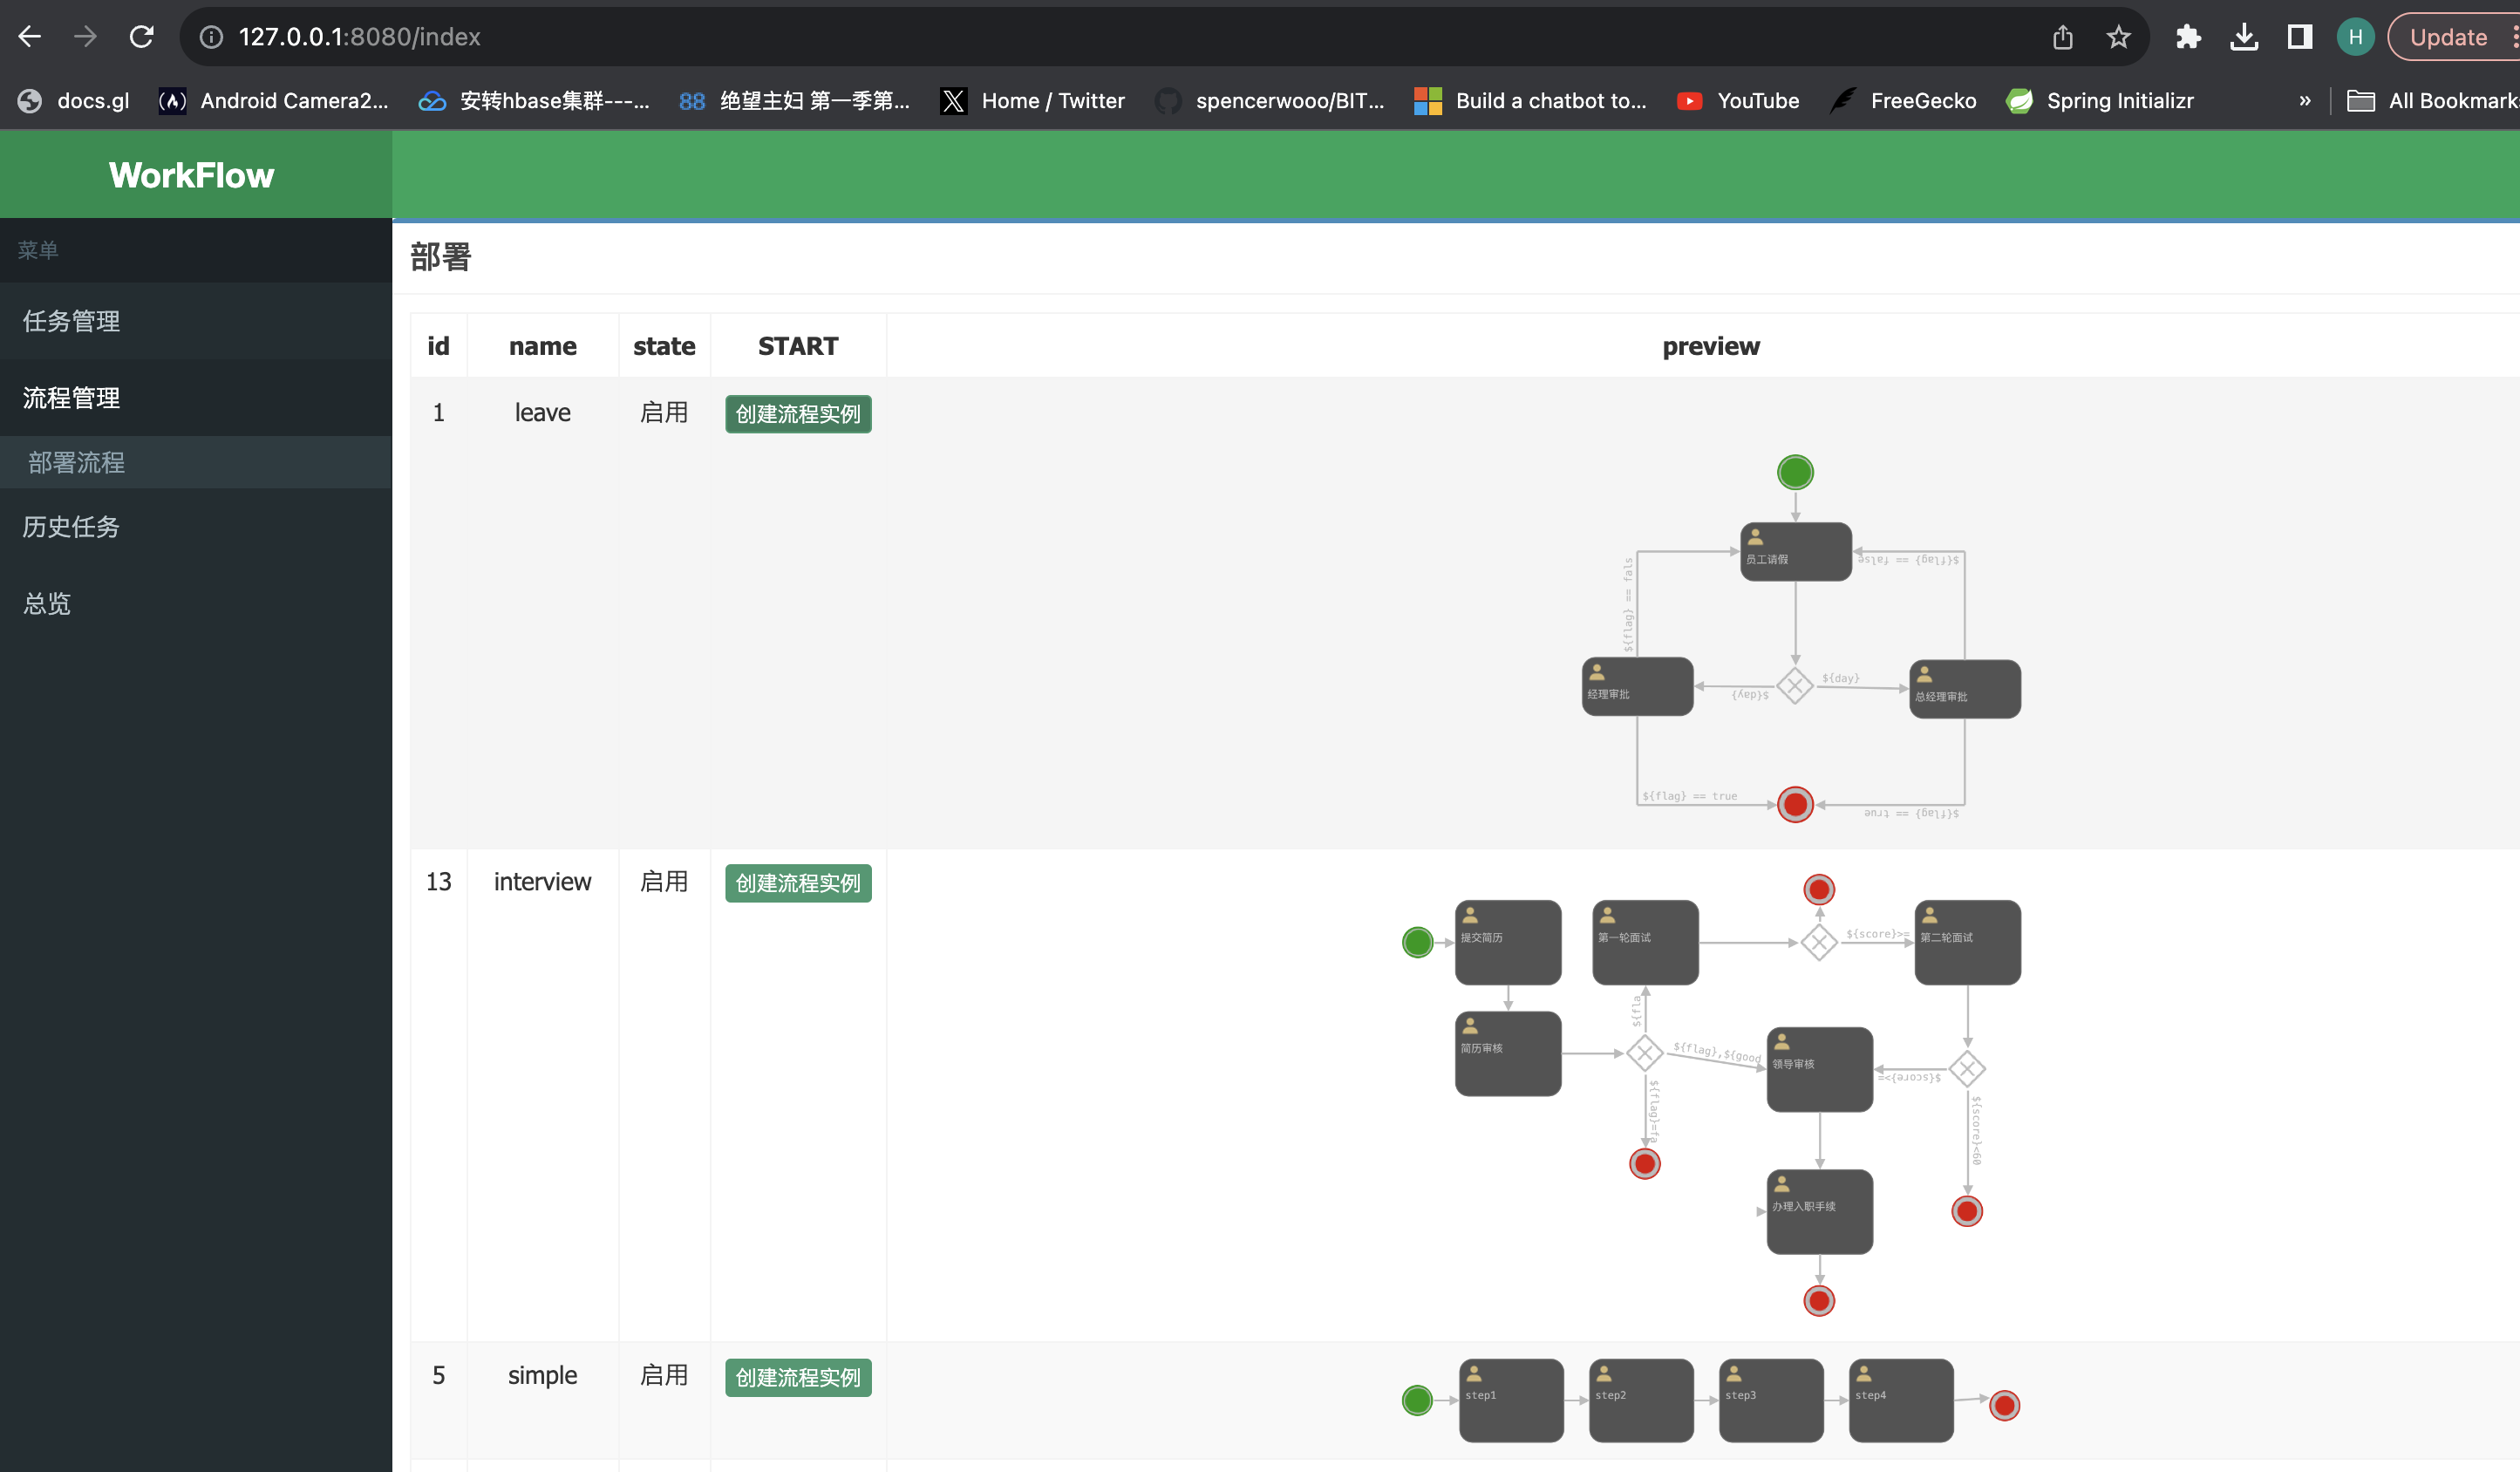 127.0.0.1:8080/index
H
Update
docs.gl
Android Camera2...
安转hbase集群---...
绝望主妇 第一季第...
Home / Twitter
spencerwooo/BIT...
Build a chatbot to...
YouTube
FreeGecko
Spring Initializr
»
All Bookmark
WorkFlow
菜单
任务管理
流程管理
部署流程
历史任务
总览
部署
id name state START preview
1 leave 启用 创建流程实例
员工请假
${flag} == fals
${flag} == false
经理审批
${day}
${day}
总经理审批
${flag} == true
${flag} == true
13 interview 启用 创建流程实例
提交简历
第一轮面试
${score}>=
第二轮面试
简历审核
${fla
${flag},${good
领导审核
${score}>=
${flag}=fa
${score}<60
办理入职手续
5 simple 启用 创建流程实例
step1
step2
step3
step4